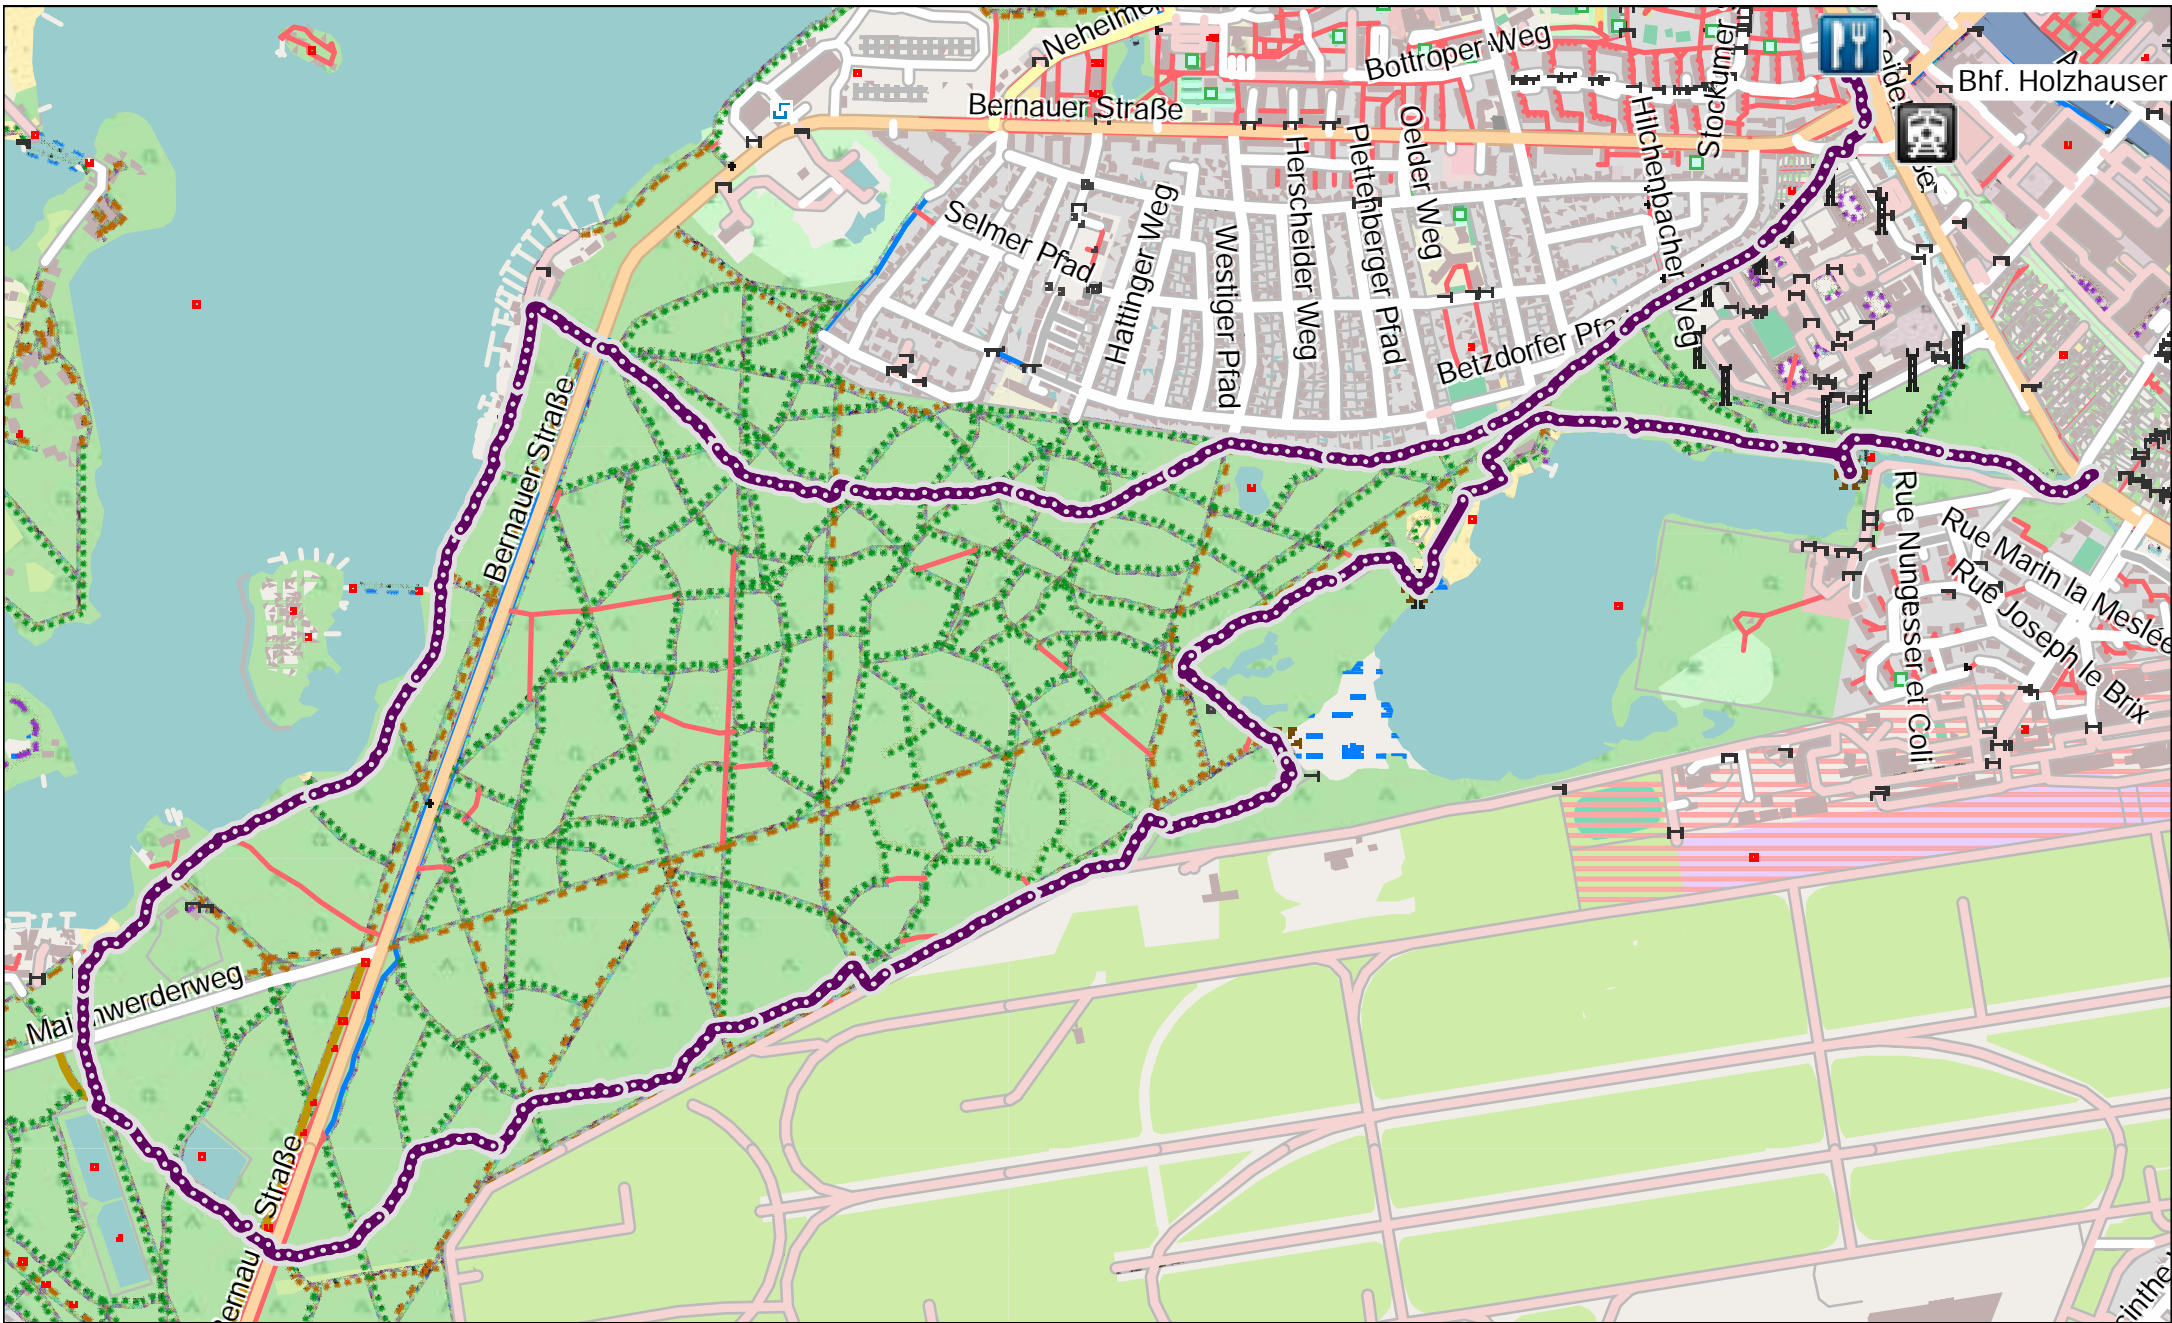 Neheimer
Bottroper Weg
Stockumer
Seidel
Bhf. Holzhauser
Bernauer Straße
Oelder Weg
Plettenberger Pfad
Herscheider Weg
Hilchenbacher Weg
Selmer Pfad
Hattinger Weg
Westiger Pfad
Betzdorfer Pfad
Bernauer Straße
Rue Nungesser et Coli
Rue Marin la Meslée
Rue Joseph le Brix
Maienwerderweg
Straße
Bernau